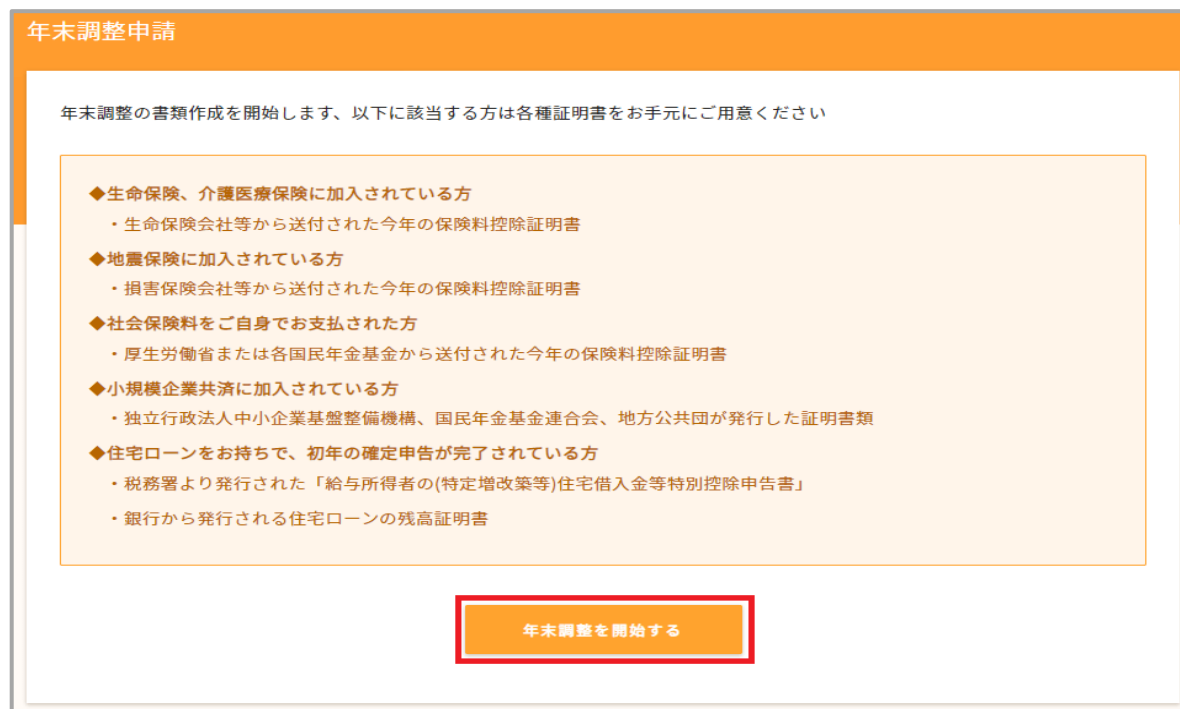 年末調整申請
年末調整の書類作成を開始します、以下に該当する方は各種証明書をお手元にご用意ください
◆生命保険、介護医療保険に加入されている方
・生命保険会社等から送付された今年の保険料控除証明書
◆地震保険に加入されている方
・損害保険会社等から送付された今年の保険料控除証明書
◆社会保険料をご自身でお支払された方
・厚生労働省または各国民年金基金から送付された今年の保険料控除証明書
◆小規模企業共済に加入されている方
・独立行政法人中小企業基盤整備機構、国民年金基金連合会、地方公共団が発行した証明書類
◆住宅ローンをお持ちで、初年の確定申告が完了されている方
・税務署より発行された「給与所得者の(特定増改築等)住宅借入金等特別控除申告書」
・銀行から発行される住宅ローンの残高証明書
年末調整を開始する